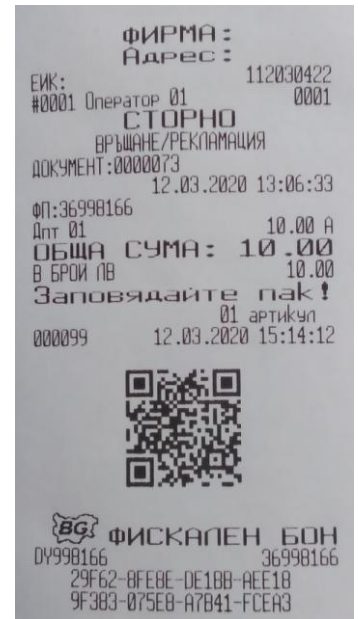 ФИРМА:
Адрес:
ЕИК: 112030422
#0001 Оператор 01 0001
СТОРНО
ВРЪЩАНЕ/РЕКЛАМАЦИЯ
ДОКУМЕНТ:0000073
12.03.2020 13:06:33
ФП:36998166
Дпт 01 10.00 А
ОБЩА СУМА: 10.00
В БРОЙ ЛВ 10.00
Заповядайте пак!
01 артикул
000099 12.03.2020 15:14:12
BG ФИСКАЛЕН БОН
DY998166 36998166
29F62-8FE8E-DE18B-AEE18
9F383-075E8-A7B41-FCEA3